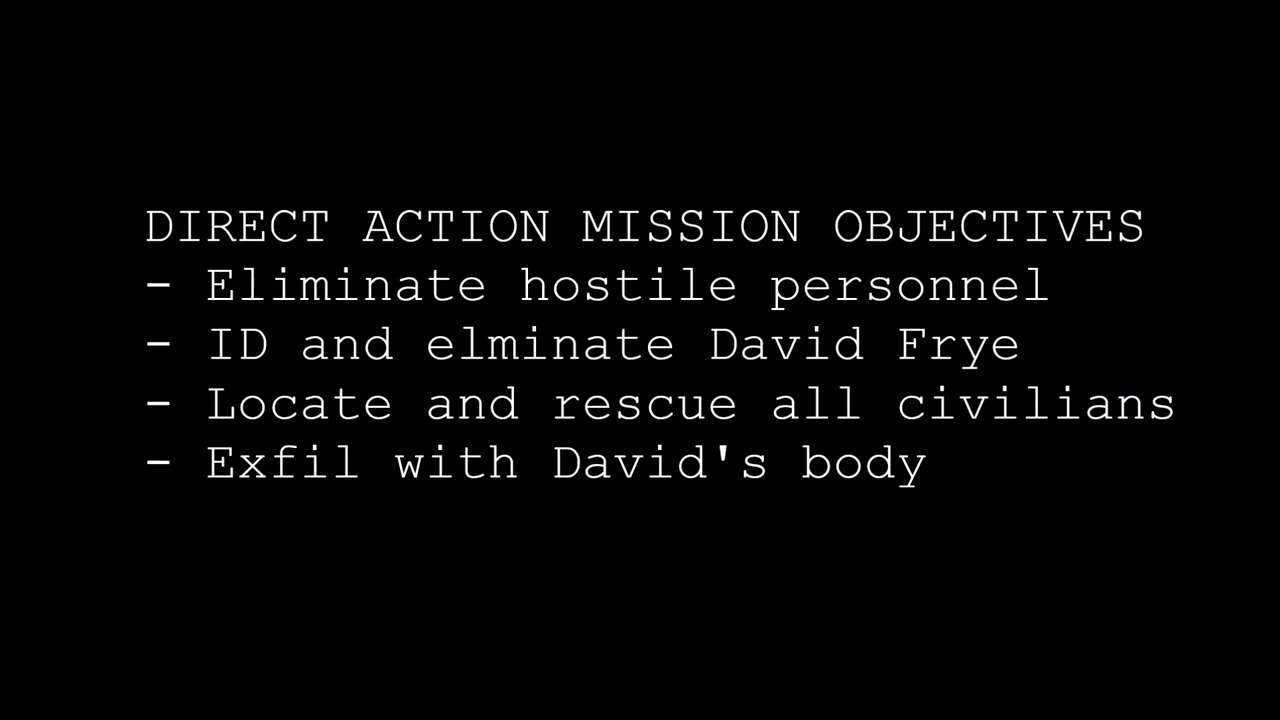 DIRECT ACTION MISSION OBJECTIVES
- Eliminate hostile personnel
- ID and elminate David Frye
- Locate and rescue all civilians
- Exfil with David's body